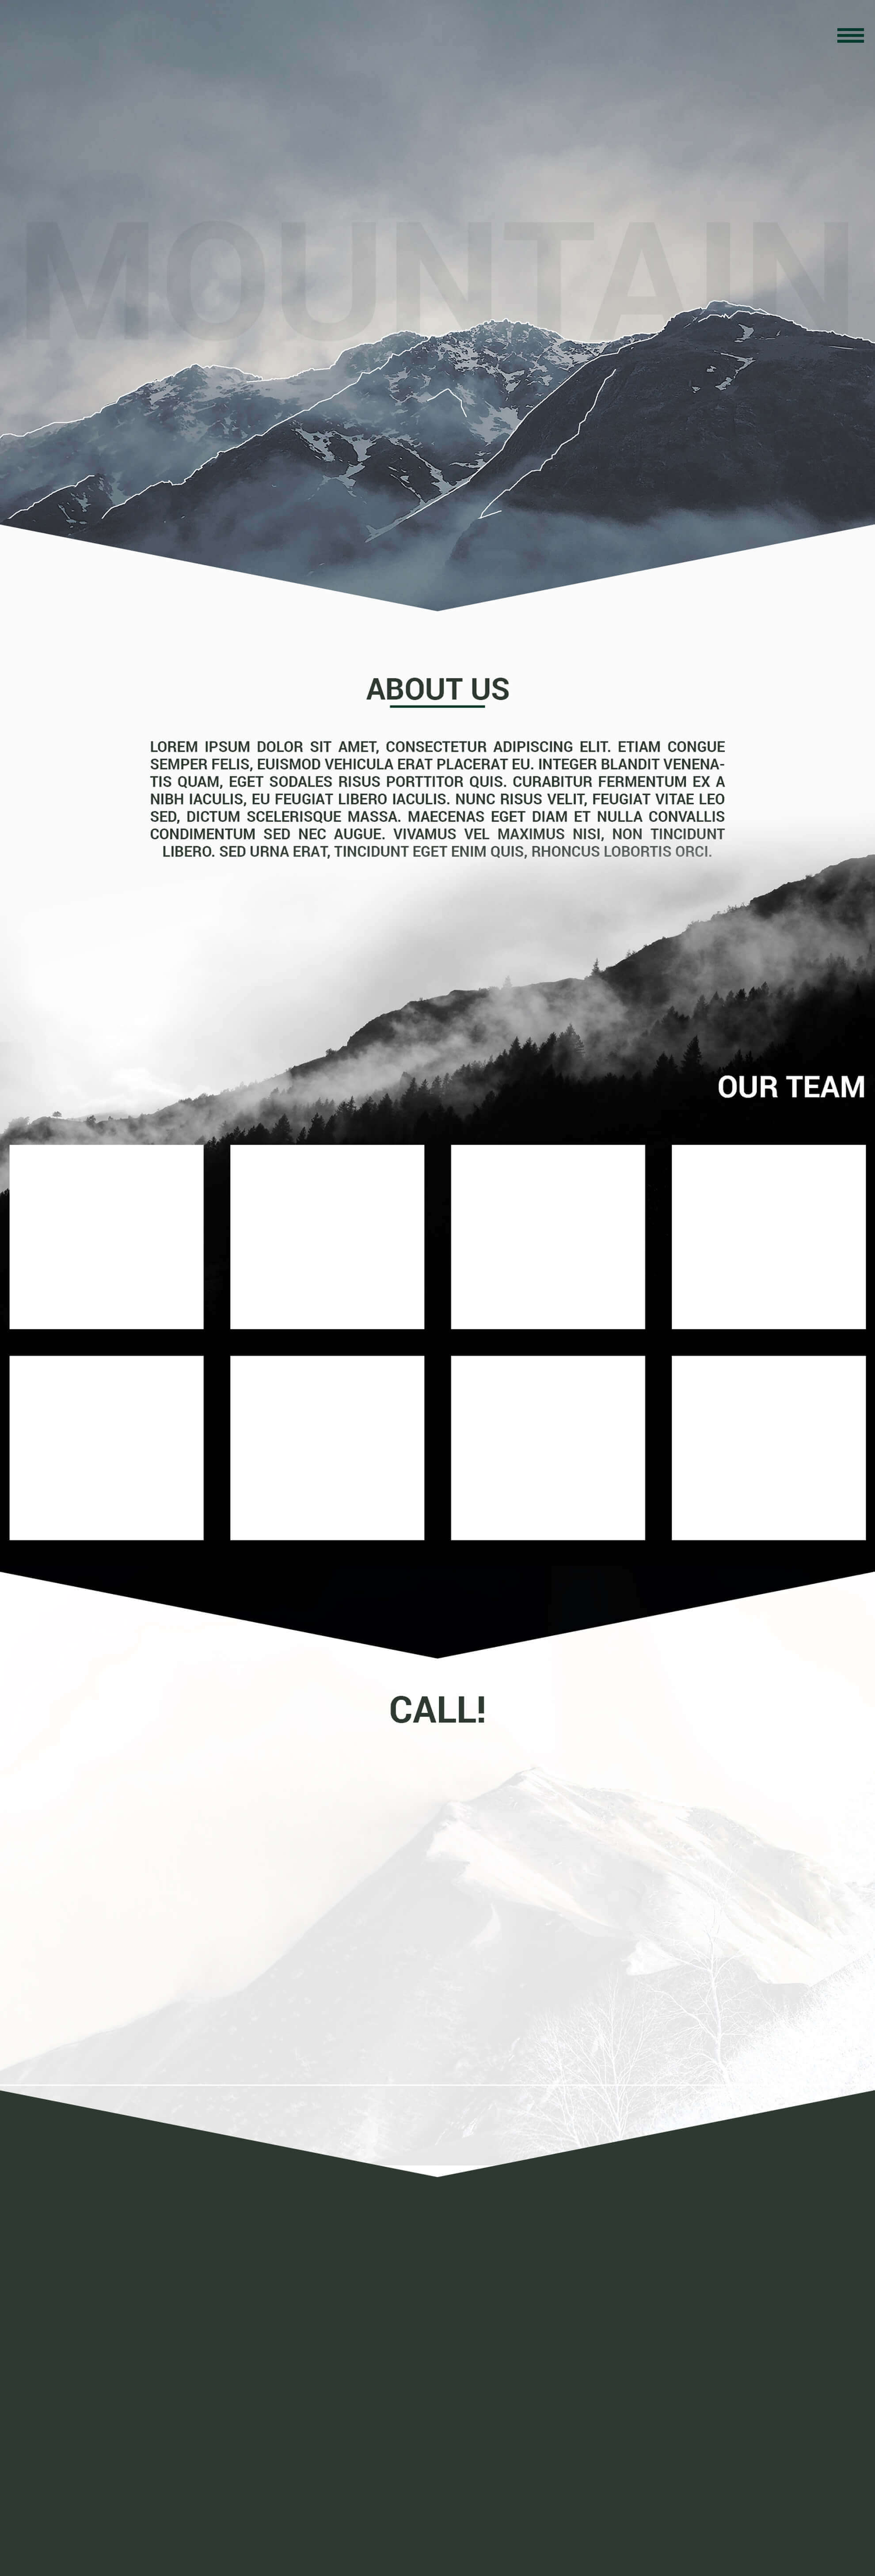 MOUNTAIN
ABOUT US
LOREM IPSUM DOLOR SIT AMET, CONSECTETUR ADIPISCING ELIT. ETIAM CONGUE
SEMPER FELIS, EUISMOD VEHICULA ERAT PLACERAT EU. INTEGER BLANDIT VENENA-
TIS QUAM, EGET SODALES RISUS PORTTITOR QUIS. CURABITUR FERMENTUM EX A
NIBH IACULIS, EU FEUGIAT LIBERO IACULIS. NUNC RISUS VELIT, FEUGIAT VITAE LEO
SED, DICTUM SCELERISQUE MASSA. MAECENAS EGET DIAM ET NULLA CONVALLIS
CONDIMENTUM SED NEC AUGUE. VIVAMUS VEL MAXIMUS NISI, NON TINCIDUNT
LIBERO. SED URNA ERAT, TINCIDUNT EGET ENIM QUIS, RHONCUS LOBORTIS ORCI.
OUR TEAM
CALL!